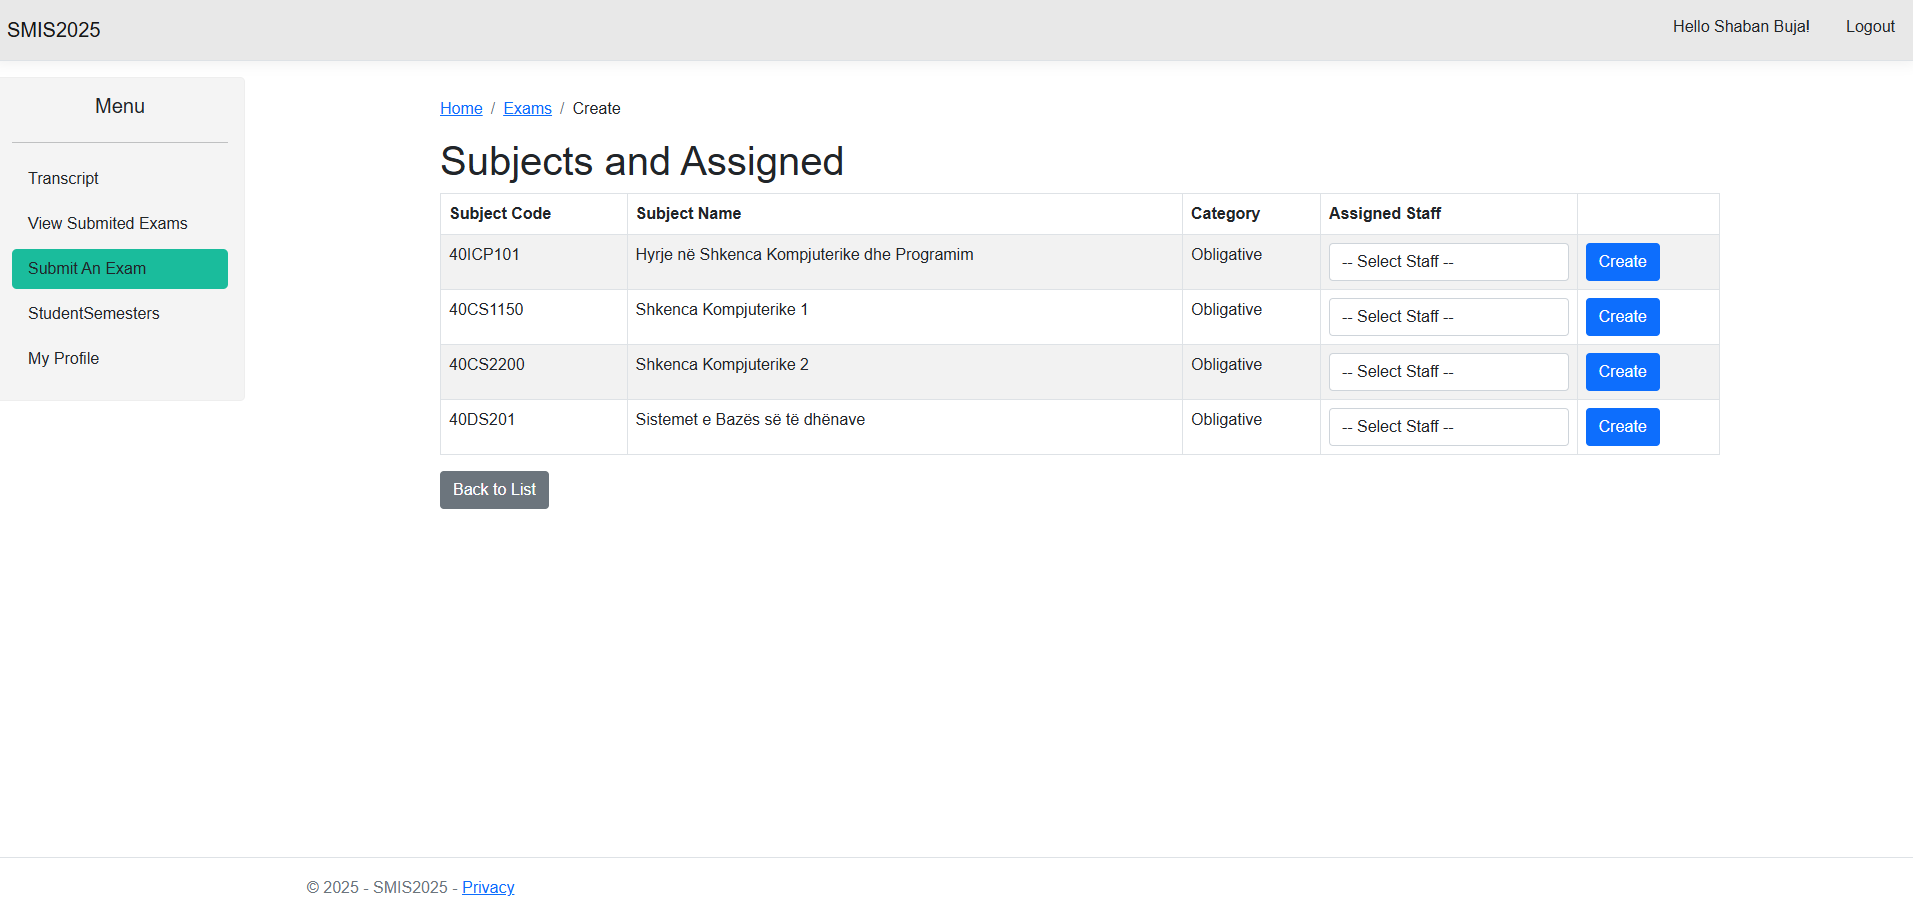 SMIS2025
Hello Shaban Buja!
Logout
Menu
Transcript
View Submited Exams
Submit An Exam
StudentSemesters
My Profile
Home / Exams / Create
Subjects and Assigned
Subject Code Subject Name Category Assigned Staff
40ICP101 Hyrje në Shkenca Kompjuterike dhe Programim Obligative -- Select Staff -- Create
40CS1150 Shkenca Kompjuterike 1 Obligative -- Select Staff -- Create
40CS2200 Shkenca Kompjuterike 2 Obligative -- Select Staff -- Create
40DS201 Sistemet e Bazës së të dhënave Obligative -- Select Staff -- Create
Back to List
© 2025 - SMIS2025 - Privacy